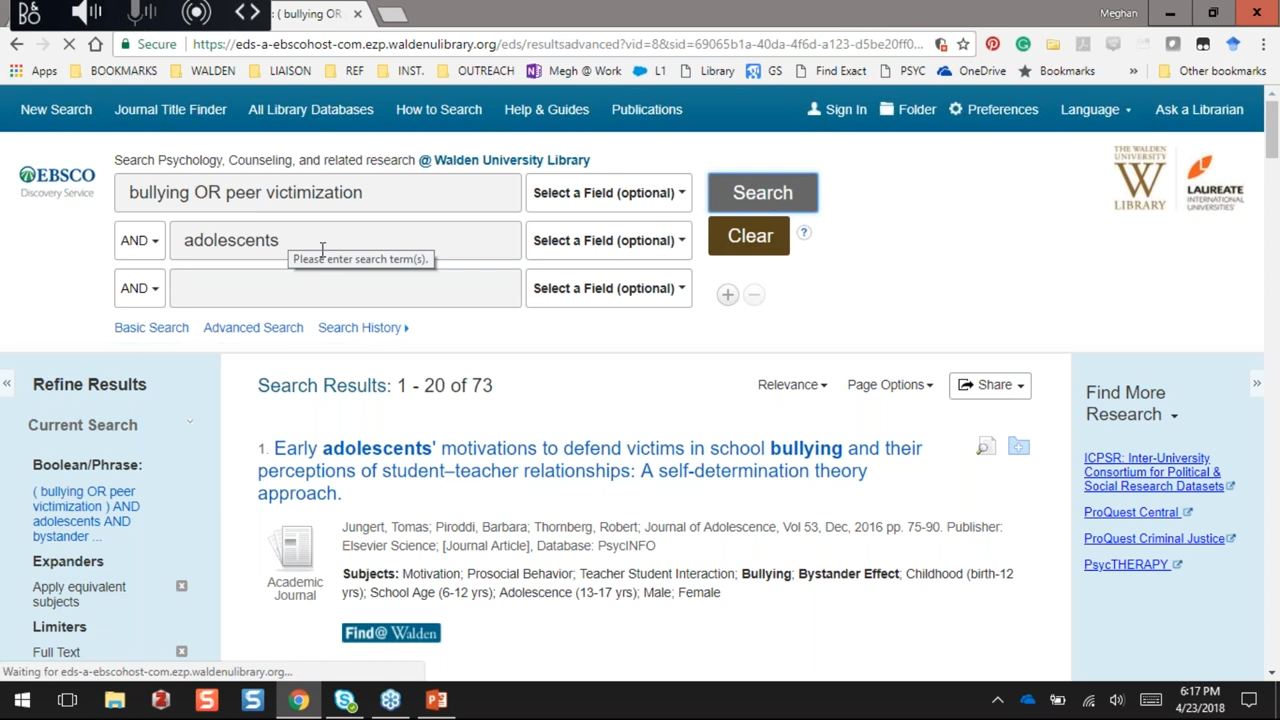 : ( bullying OR
Meghan
Secure
https://eds-a-ebscohost-com.ezp.waldenulibrary.org/eds/resultsadvanced?vid=8&sid=69065b1a-40da-4f6d-a123-d5be20ff0...
Apps BOOKMARKS WALDEN LIAISON REF INST. OUTREACH Megh @ Work L1 Library GS Find Exact PSYC OneDrive Bookmarks » Other bookmarks
New Search Journal Title Finder All Library Databases How to Search Help & Guides Publications Sign In Folder Preferences Language Ask a Librarian
Search Psychology, Counseling, and related research @ Walden University Library
EBSCO
Discovery Service
bullying OR peer victimization
Select a Field (optional)
Search
AND
adolescents
Select a Field (optional)
Clear
?
Please enter search term(s).
AND
Select a Field (optional)
THE WALDEN
UNIVERSITY
W
LIBRARY
LAUREATE
INTERNATIONAL
UNIVERSITIES
Basic Search Advanced Search Search History
«
Refine Results
Current Search
Boolean/Phrase:
( bullying OR peer
victimization ) AND
adolescents AND
bystander ...
Expanders
Apply equivalent
subjects
Limiters
Full Text
Search Results: 1 - 20 of 73
Relevance Page Options Share
1. Early adolescents' motivations to defend victims in school bullying and their
perceptions of student–teacher relationships: A self-determination theory
approach.
Academic
Journal
Jungert, Tomas; Piroddi, Barbara; Thornberg, Robert; Journal of Adolescence, Vol 53, Dec, 2016 pp. 75-90. Publisher:
Elsevier Science; [Journal Article], Database: PsycINFO
Subjects: Motivation; Prosocial Behavior; Teacher Student Interaction; Bullying; Bystander Effect; Childhood (birth-12
yrs); School Age (6-12 yrs); Adolescence (13-17 yrs); Male; Female
Find@ Walden
»
Find More
Research
ICPSR: Inter-University
Consortium for Political &
Social Research Datasets
ProQuest Central
ProQuest Criminal Justice
PsycTHERAPY
Waiting for eds-a-ebscohost-com.ezp.waldenulibrary.org...
6:17 PM
4/23/2018